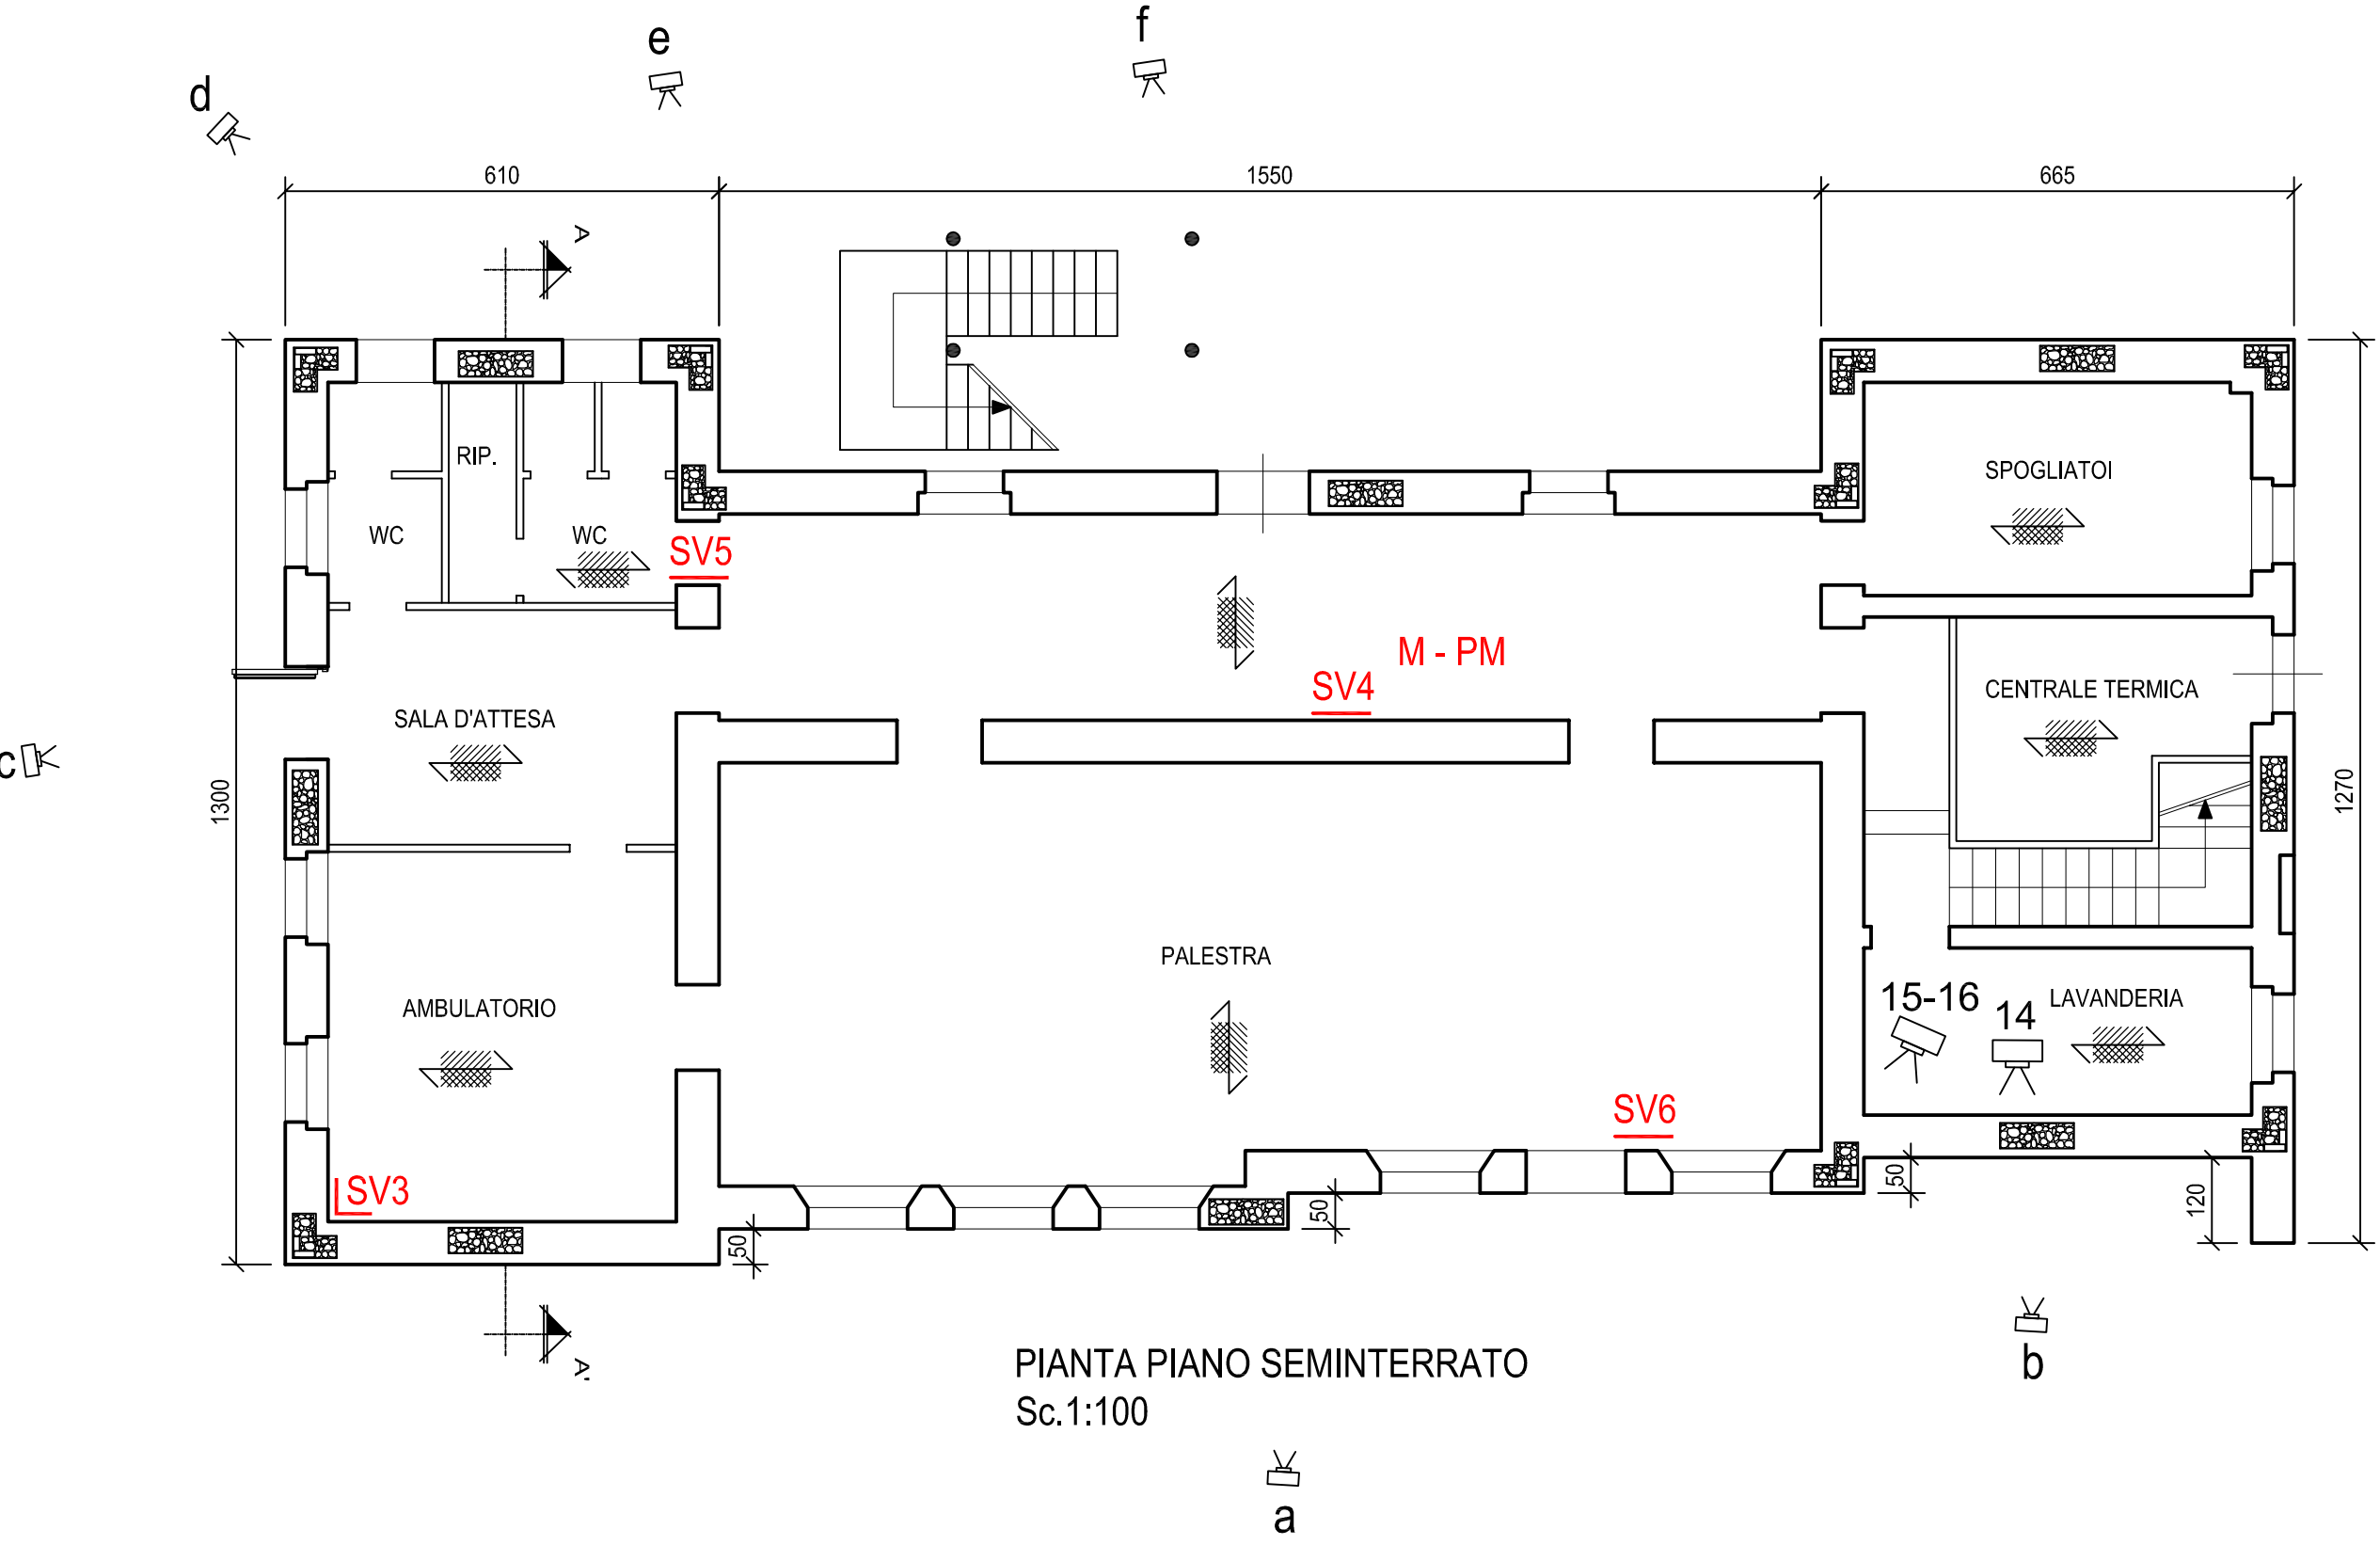 f
e
d
610
1550
665
A
RIP.
SPOGLIATOI
WC
WC
SV5
M - PM
SV4
CENTRALE TERMICA
SALA D'ATTESA
c
1300
1270
PALESTRA
AMBULATORIO
15-16
14
LAVANDERIA
SV6
SV3
50
50
50
120
A'
PIANTA PIANO SEMINTERRATO
Sc.1:100
b
a